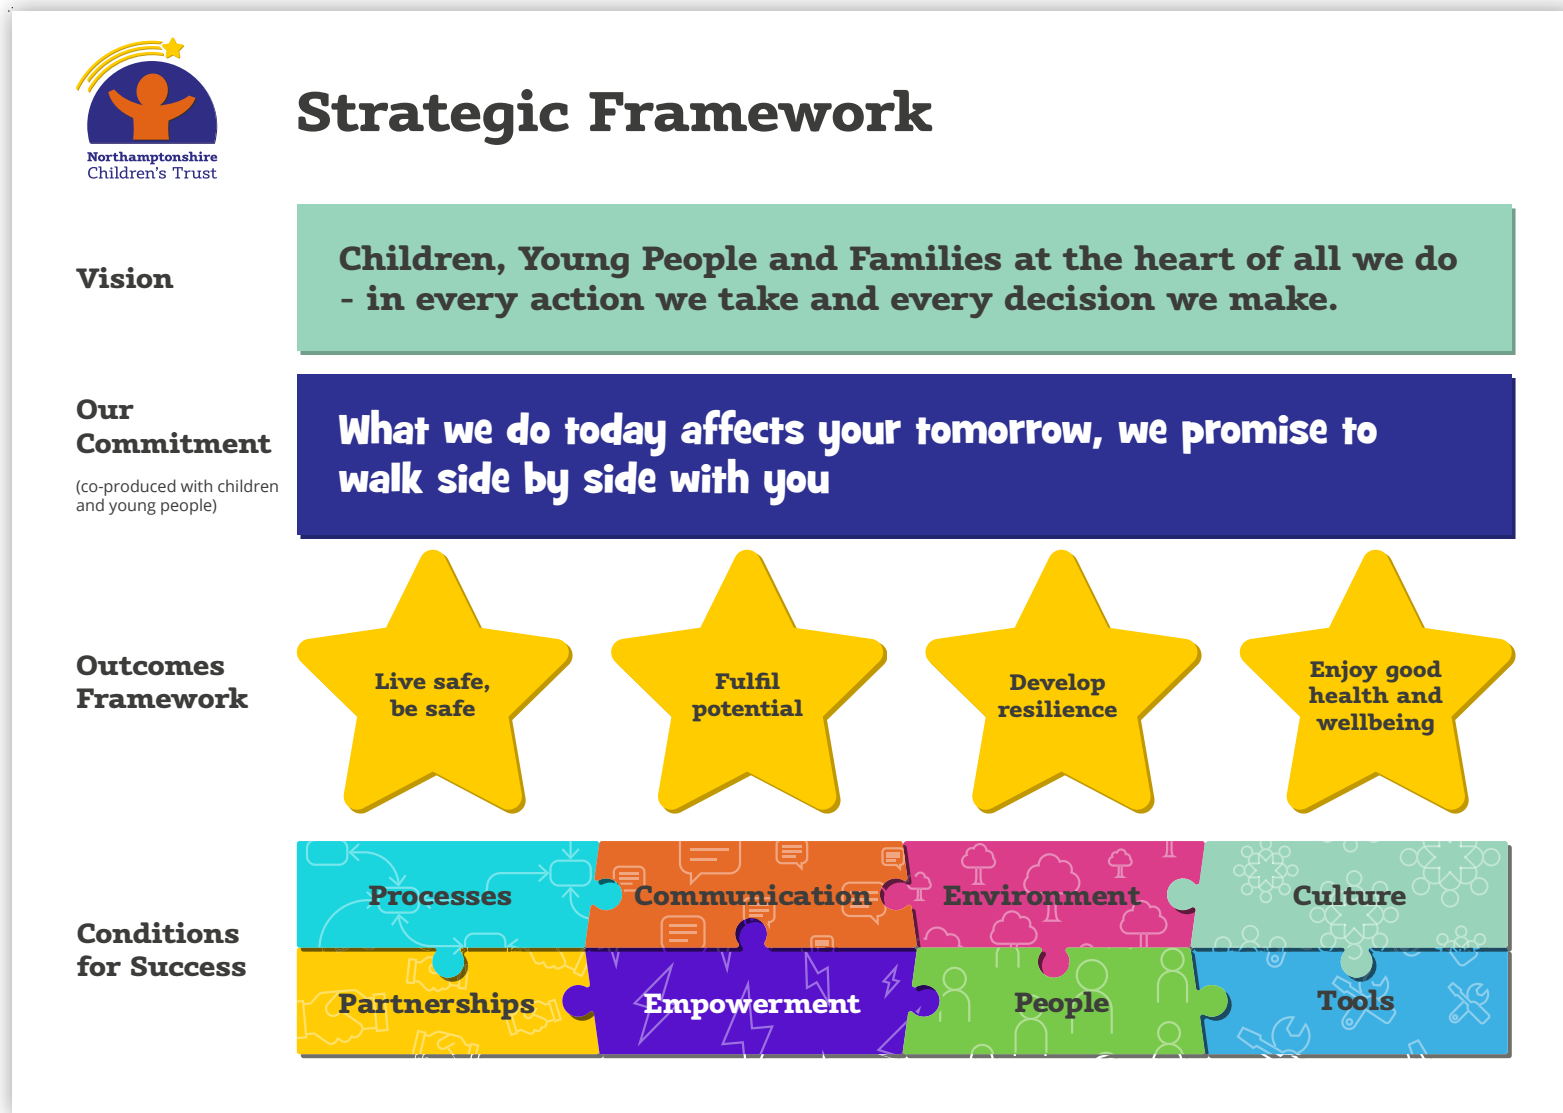 Northamptonshire
Children's Trust
Strategic Framework
Vision
Children, Young People and Families at the heart of all we do
- in every action we take and every decision we make.
Our
Commitment
(co-produced with children
and young people)
What we do today affects your tomorrow, we promise to
walk side by side with you
Outcomes
Framework
Live safe,
be safe
Fulfil
potential
Develop
resilience
Enjoy good
health and
wellbeing
Conditions
for Success
Processes
Communication
Environment
Culture
Partnerships
Empowerment
People
Tools